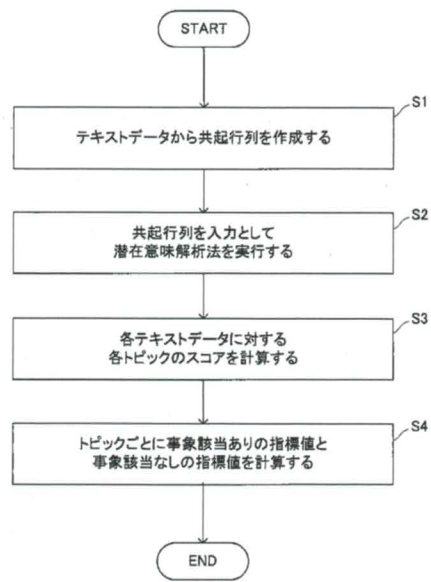 START
S1
テキストデータから共起行列を作成する
S2
共起行列を入力として
潜在意味解析法を実行する
S3
各テキストデータに対する
各トピックのスコアを計算する
S4
トピックごとに事象該当ありの指標値と
事象該当なしの指標値を計算する
END